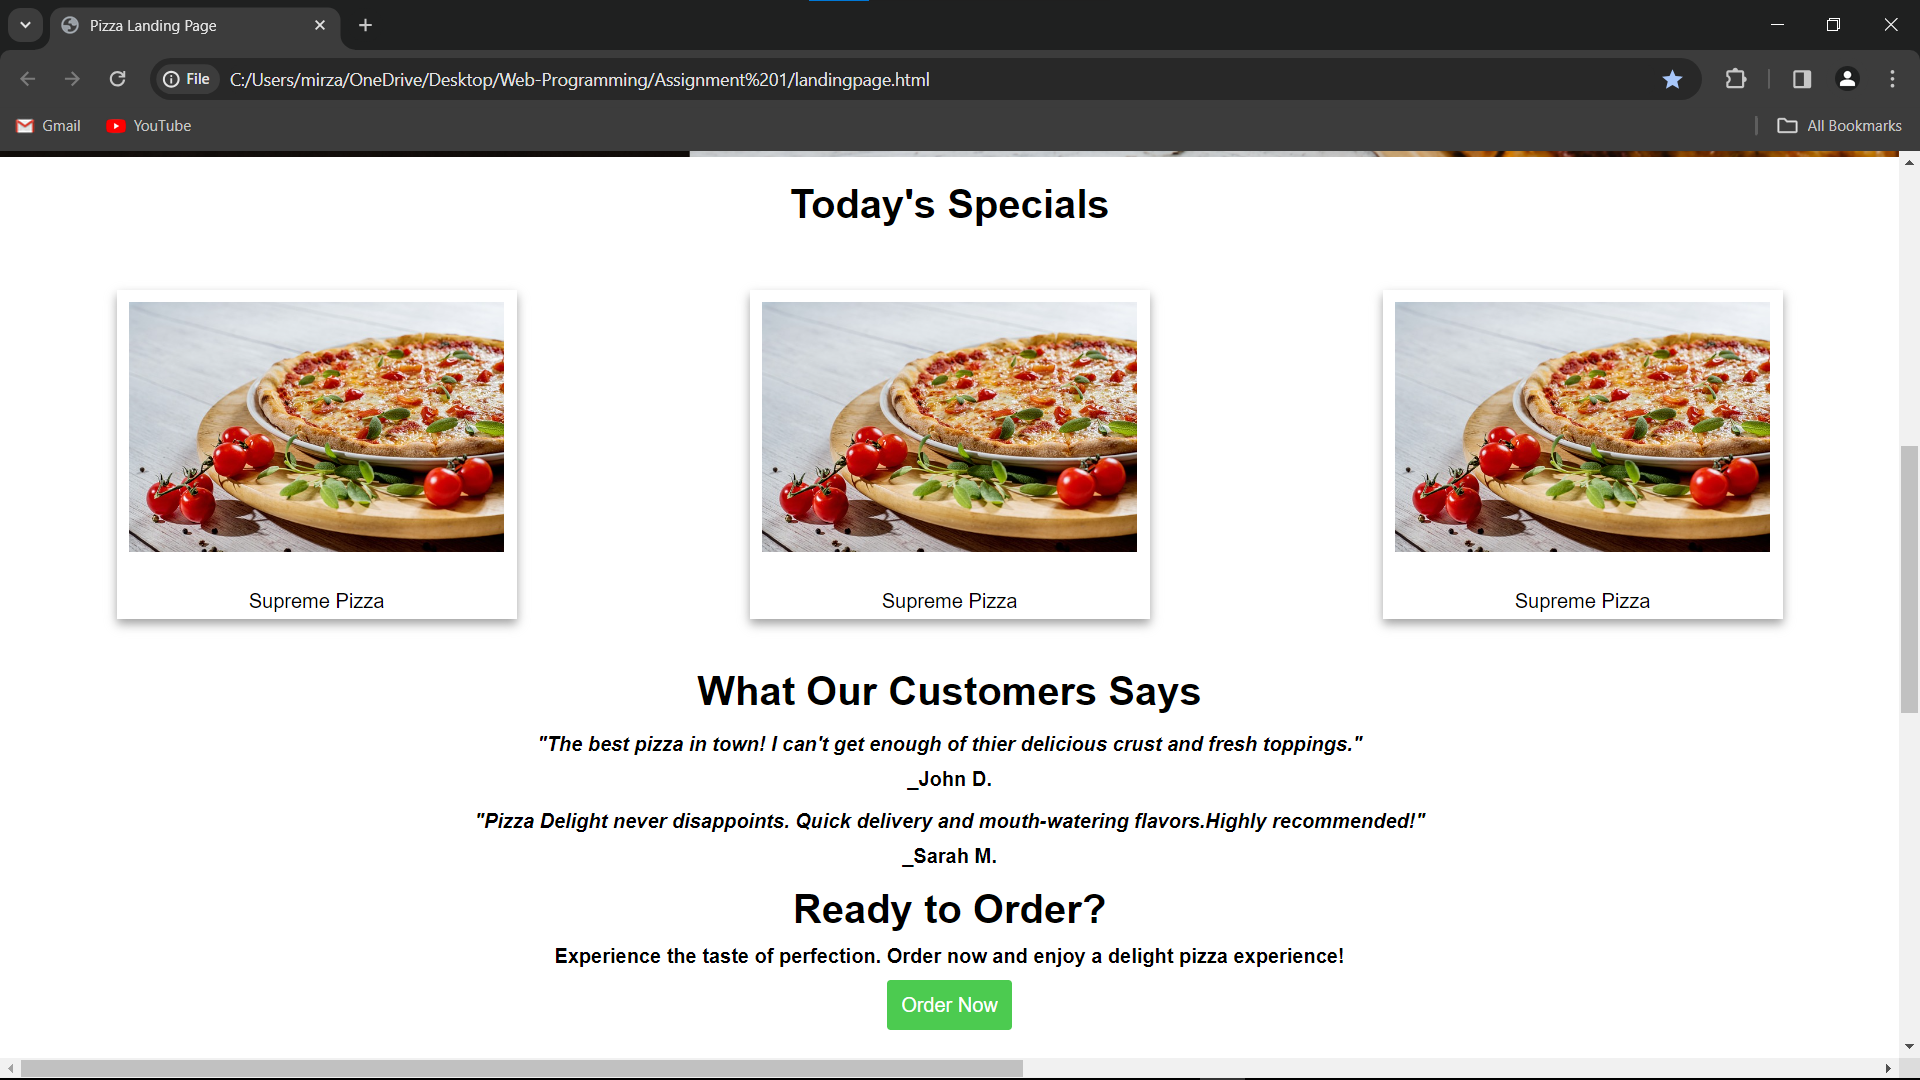 Pizza Landing Page
File C:/Users/mirza/OneDrive/Desktop/Web-Programming/Assignment%201/landingpage.html
Gmail YouTube All Bookmarks
Today's Specials
Supreme Pizza Supreme Pizza Supreme Pizza
What Our Customers Says
"The best pizza in town! I can't get enough of thier delicious crust and fresh toppings."
_John D.
"Pizza Delight never disappoints. Quick delivery and mouth-watering flavors.Highly recommended!"
_Sarah M.
Ready to Order?
Experience the taste of perfection. Order now and enjoy a delight pizza experience!
Order Now